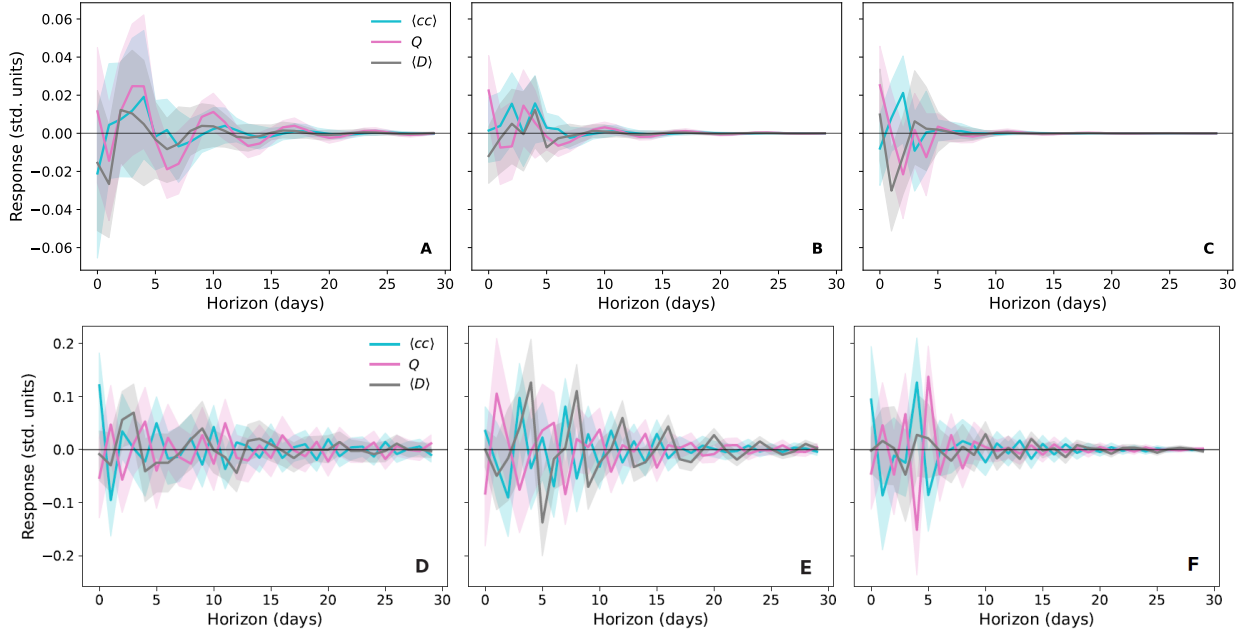 Response (std. units)
0.06
0.04
0.02
0.00
−0.02
−0.04
−0.06
⟨cc⟩
Q
⟨D⟩
A
0 5 10 15 20 25 30
Horizon (days)
B
0 5 10 15 20 25 30
Horizon (days)
C
0 5 10 15 20 25 30
Horizon (days)
Response (std. units)
0.2
0.1
0.0
−0.1
−0.2
⟨cc⟩
Q
⟨D⟩
D
0 5 10 15 20 25 30
Horizon (days)
E
0 5 10 15 20 25 30
Horizon (days)
F
0 5 10 15 20 25 30
Horizon (days)